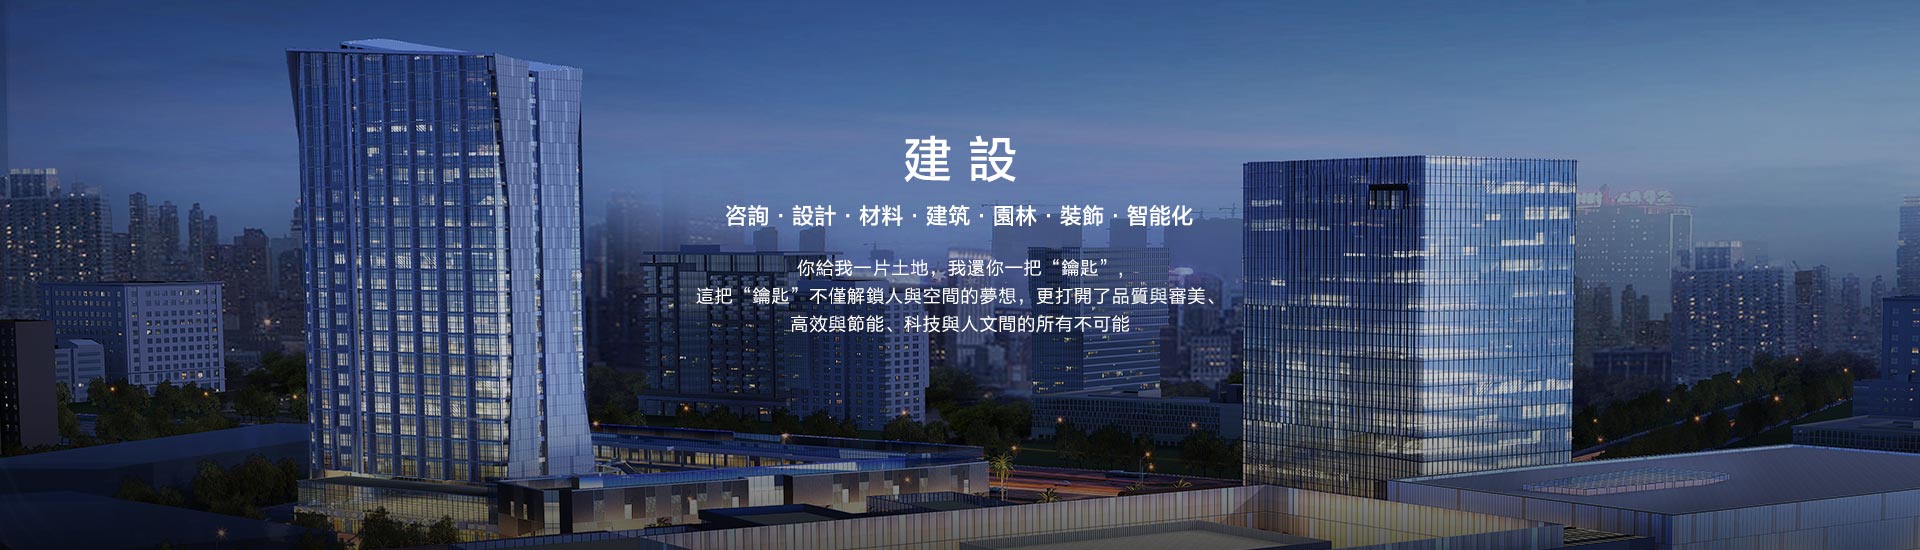 建設
咨詢·設計·材料·建筑·園林·裝飾·智能化
你給我一片土地，我還你一把“鑰匙”，
這把“鑰匙”不僅解鎖人與空間的夢想，更打開了品質與審美、
高效與節能、科技與人文間的所有不可能